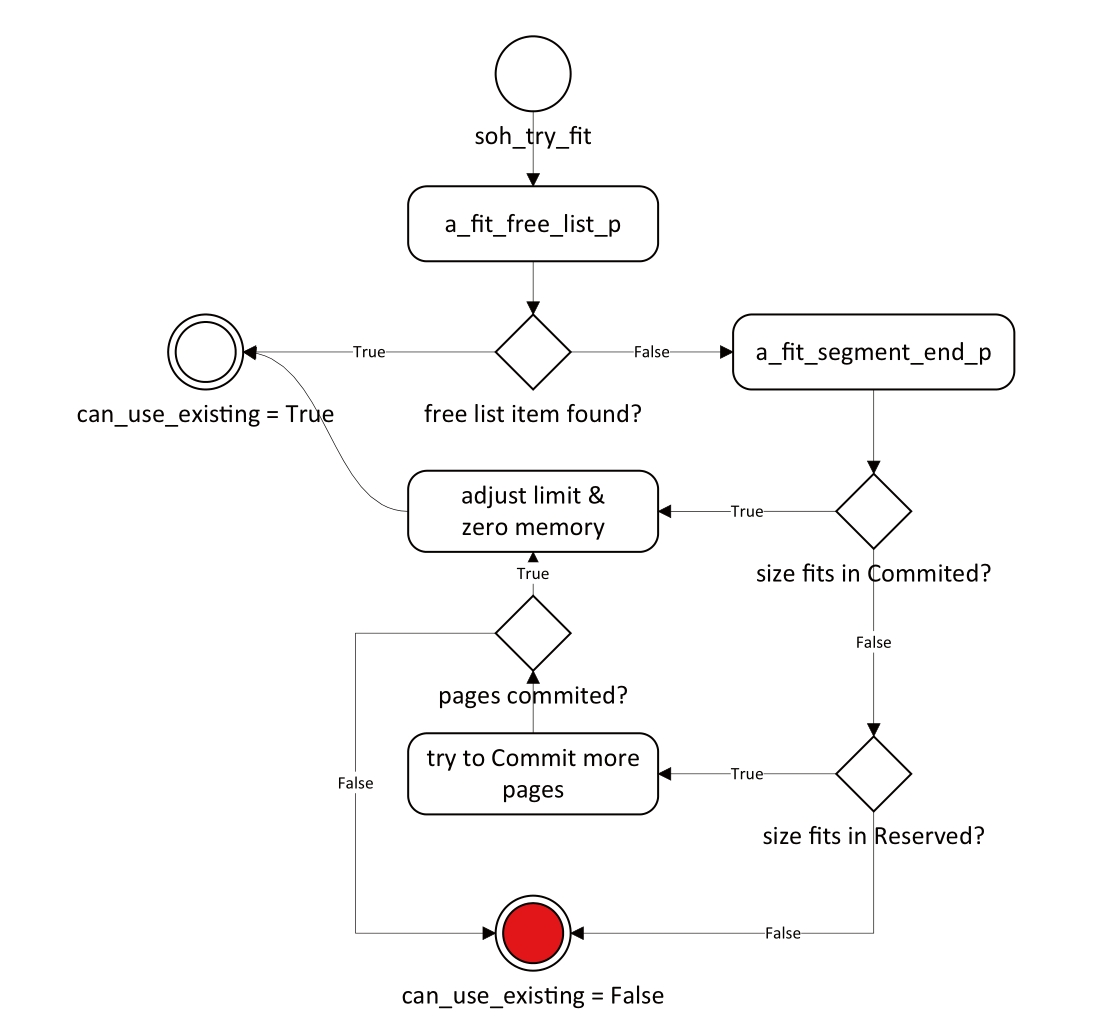 soh_try_fit
a_fit_free_list_p
True
False
a_fit_segment_end_p
can_use_existing = True
free list item found?
adjust limit &
zero memory
True
True
size fits in Commited?
False
pages commited?
try to Commit more
pages
True
False
size fits in Reserved?
False
can_use_existing = False